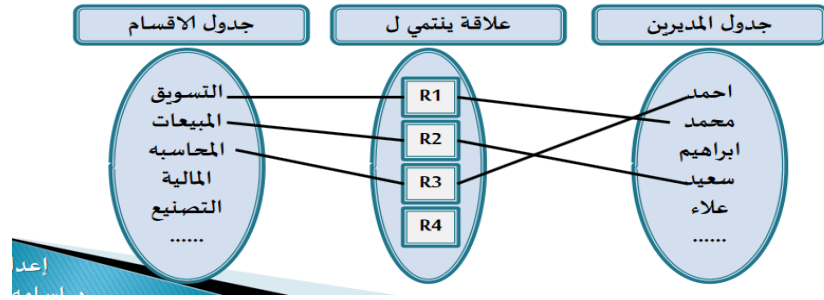 جدول المديرين
علاقة ينتمي ل
جدول الاقسام
احمد
محمد
ابراهيم
سعيد
علاء
......
R1
R2
R3
R4
التسويق
المبيعات
المحاسبه
المالية
التصنيع
......